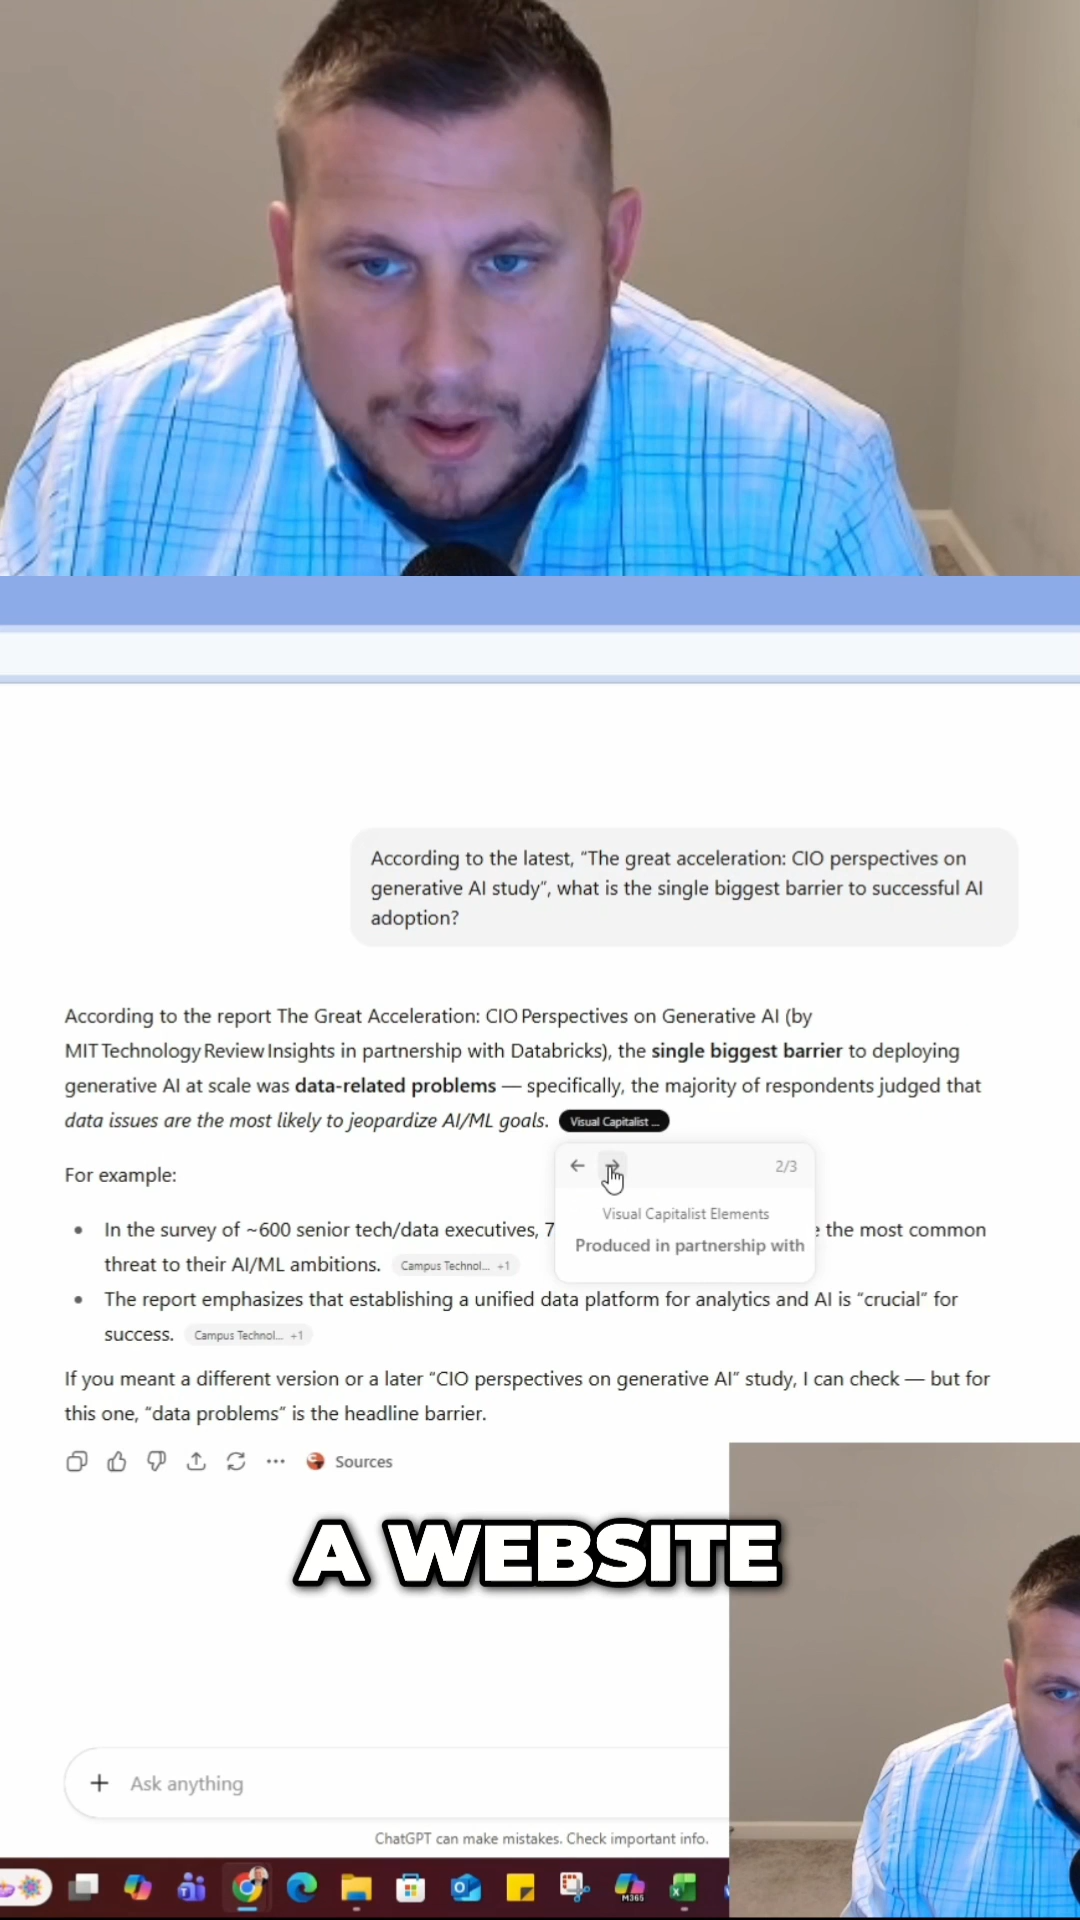 According to the latest, “The great acceleration: CIO perspectives on
generative AI study”, what is the single biggest barrier to successful AI
adoption?
According to the report The Great Acceleration: CIO Perspectives on Generative AI (by
MIT Technology Review Insights in partnership with Databricks), the single biggest barrier to deploying
generative AI at scale was data-related problems — specifically, the majority of respondents judged that
data issues are the most likely to jeopardize AI/ML goals. Visual Capitalist ...
2/3
Visual Capitalist Elements
Produced in partnership with
For example:
In the survey of ~600 senior tech/data executives, 7 the most common
threat to their AI/ML ambitions. Campus Technol... +1
The report emphasizes that establishing a unified data platform for analytics and AI is “crucial” for
success. Campus Technol... +1
If you meant a different version or a later “CIO perspectives on generative AI” study, I can check — but for
this one, “data problems” is the headline barrier.
Sources
A WEBSITE
Ask anything
ChatGPT can make mistakes. Check important info.
M365